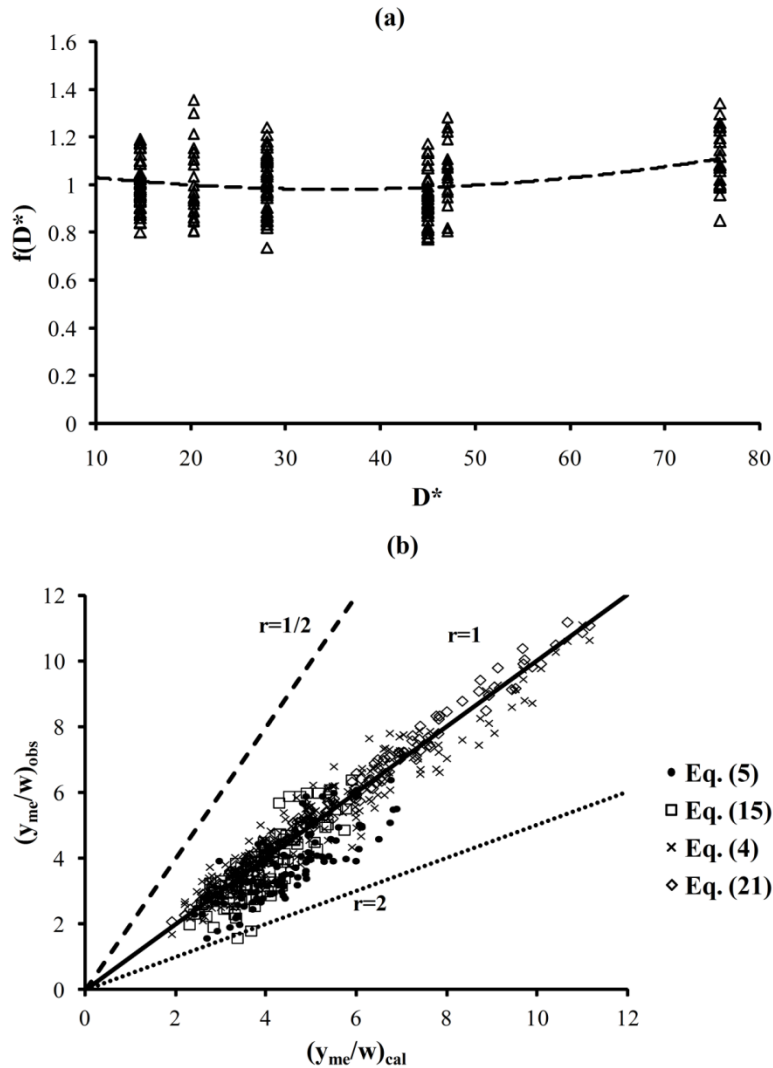 (a)
1.6
1.4
1.2
1
0.8
0.6
0.4
0.2
0
f(D*)
10 20 30 40 50 60 70 80
D*
(b)
12
10
8
6
4
2
0
(yme/w)obs
r=1/2
r=1
r=2
0 2 4 6 8 10 12
(yme/w)cal
Eq. (5)
Eq. (15)
Eq. (4)
Eq. (21)